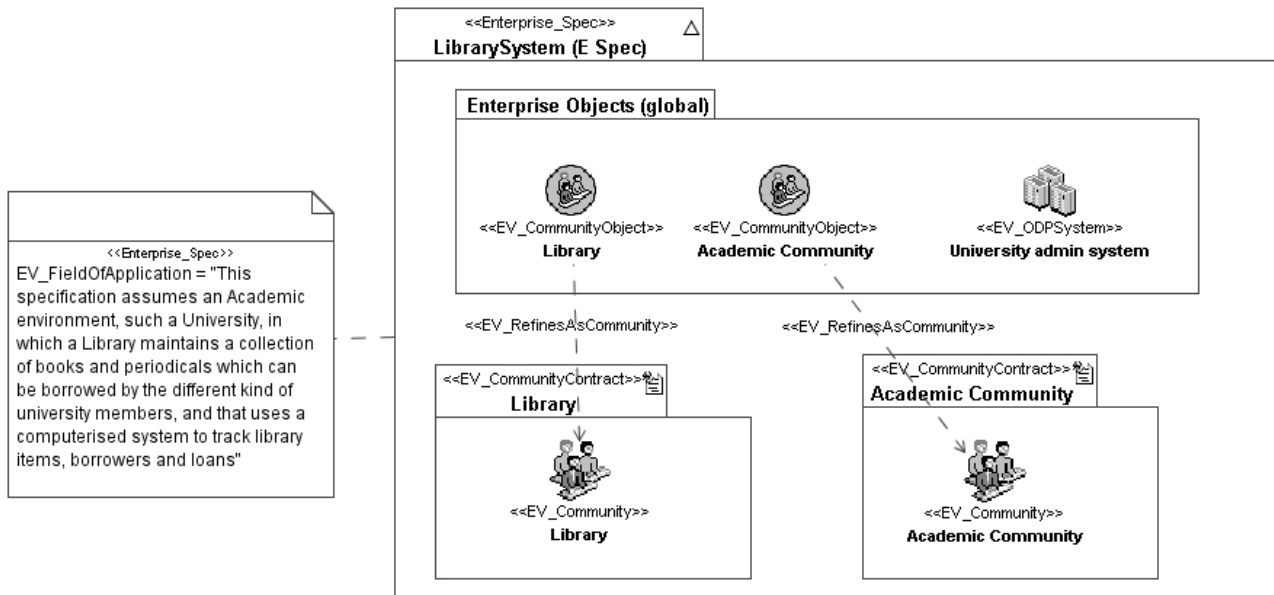 <<Enterprise_Spec>>
LibrarySystem (E Spec)
Enterprise Objects (global)
<<EV_CommunityObject>>
Library
<<EV_CommunityObject>>
Academic Community
<<EV_ODPSystem>>
University admin system
<<Enterprise_Spec>>
EV_FieldOfApplication = "This
specification assumes an Academic
environment, such a University, in
which a Library maintains a collection
of books and periodicals which can
be borrowed by the different kind of
university members, and that uses a
computerised system to track library
items, borrowers and loans"
<<EV_RefinesAsCommunity>>
<<EV_RefinesAsCommunity>>
<<EV_CommunityContract>>
Library
<<EV_Community>>
Library
<<EV_CommunityContract>>
Academic Community
<<EV_Community>>
Academic Community